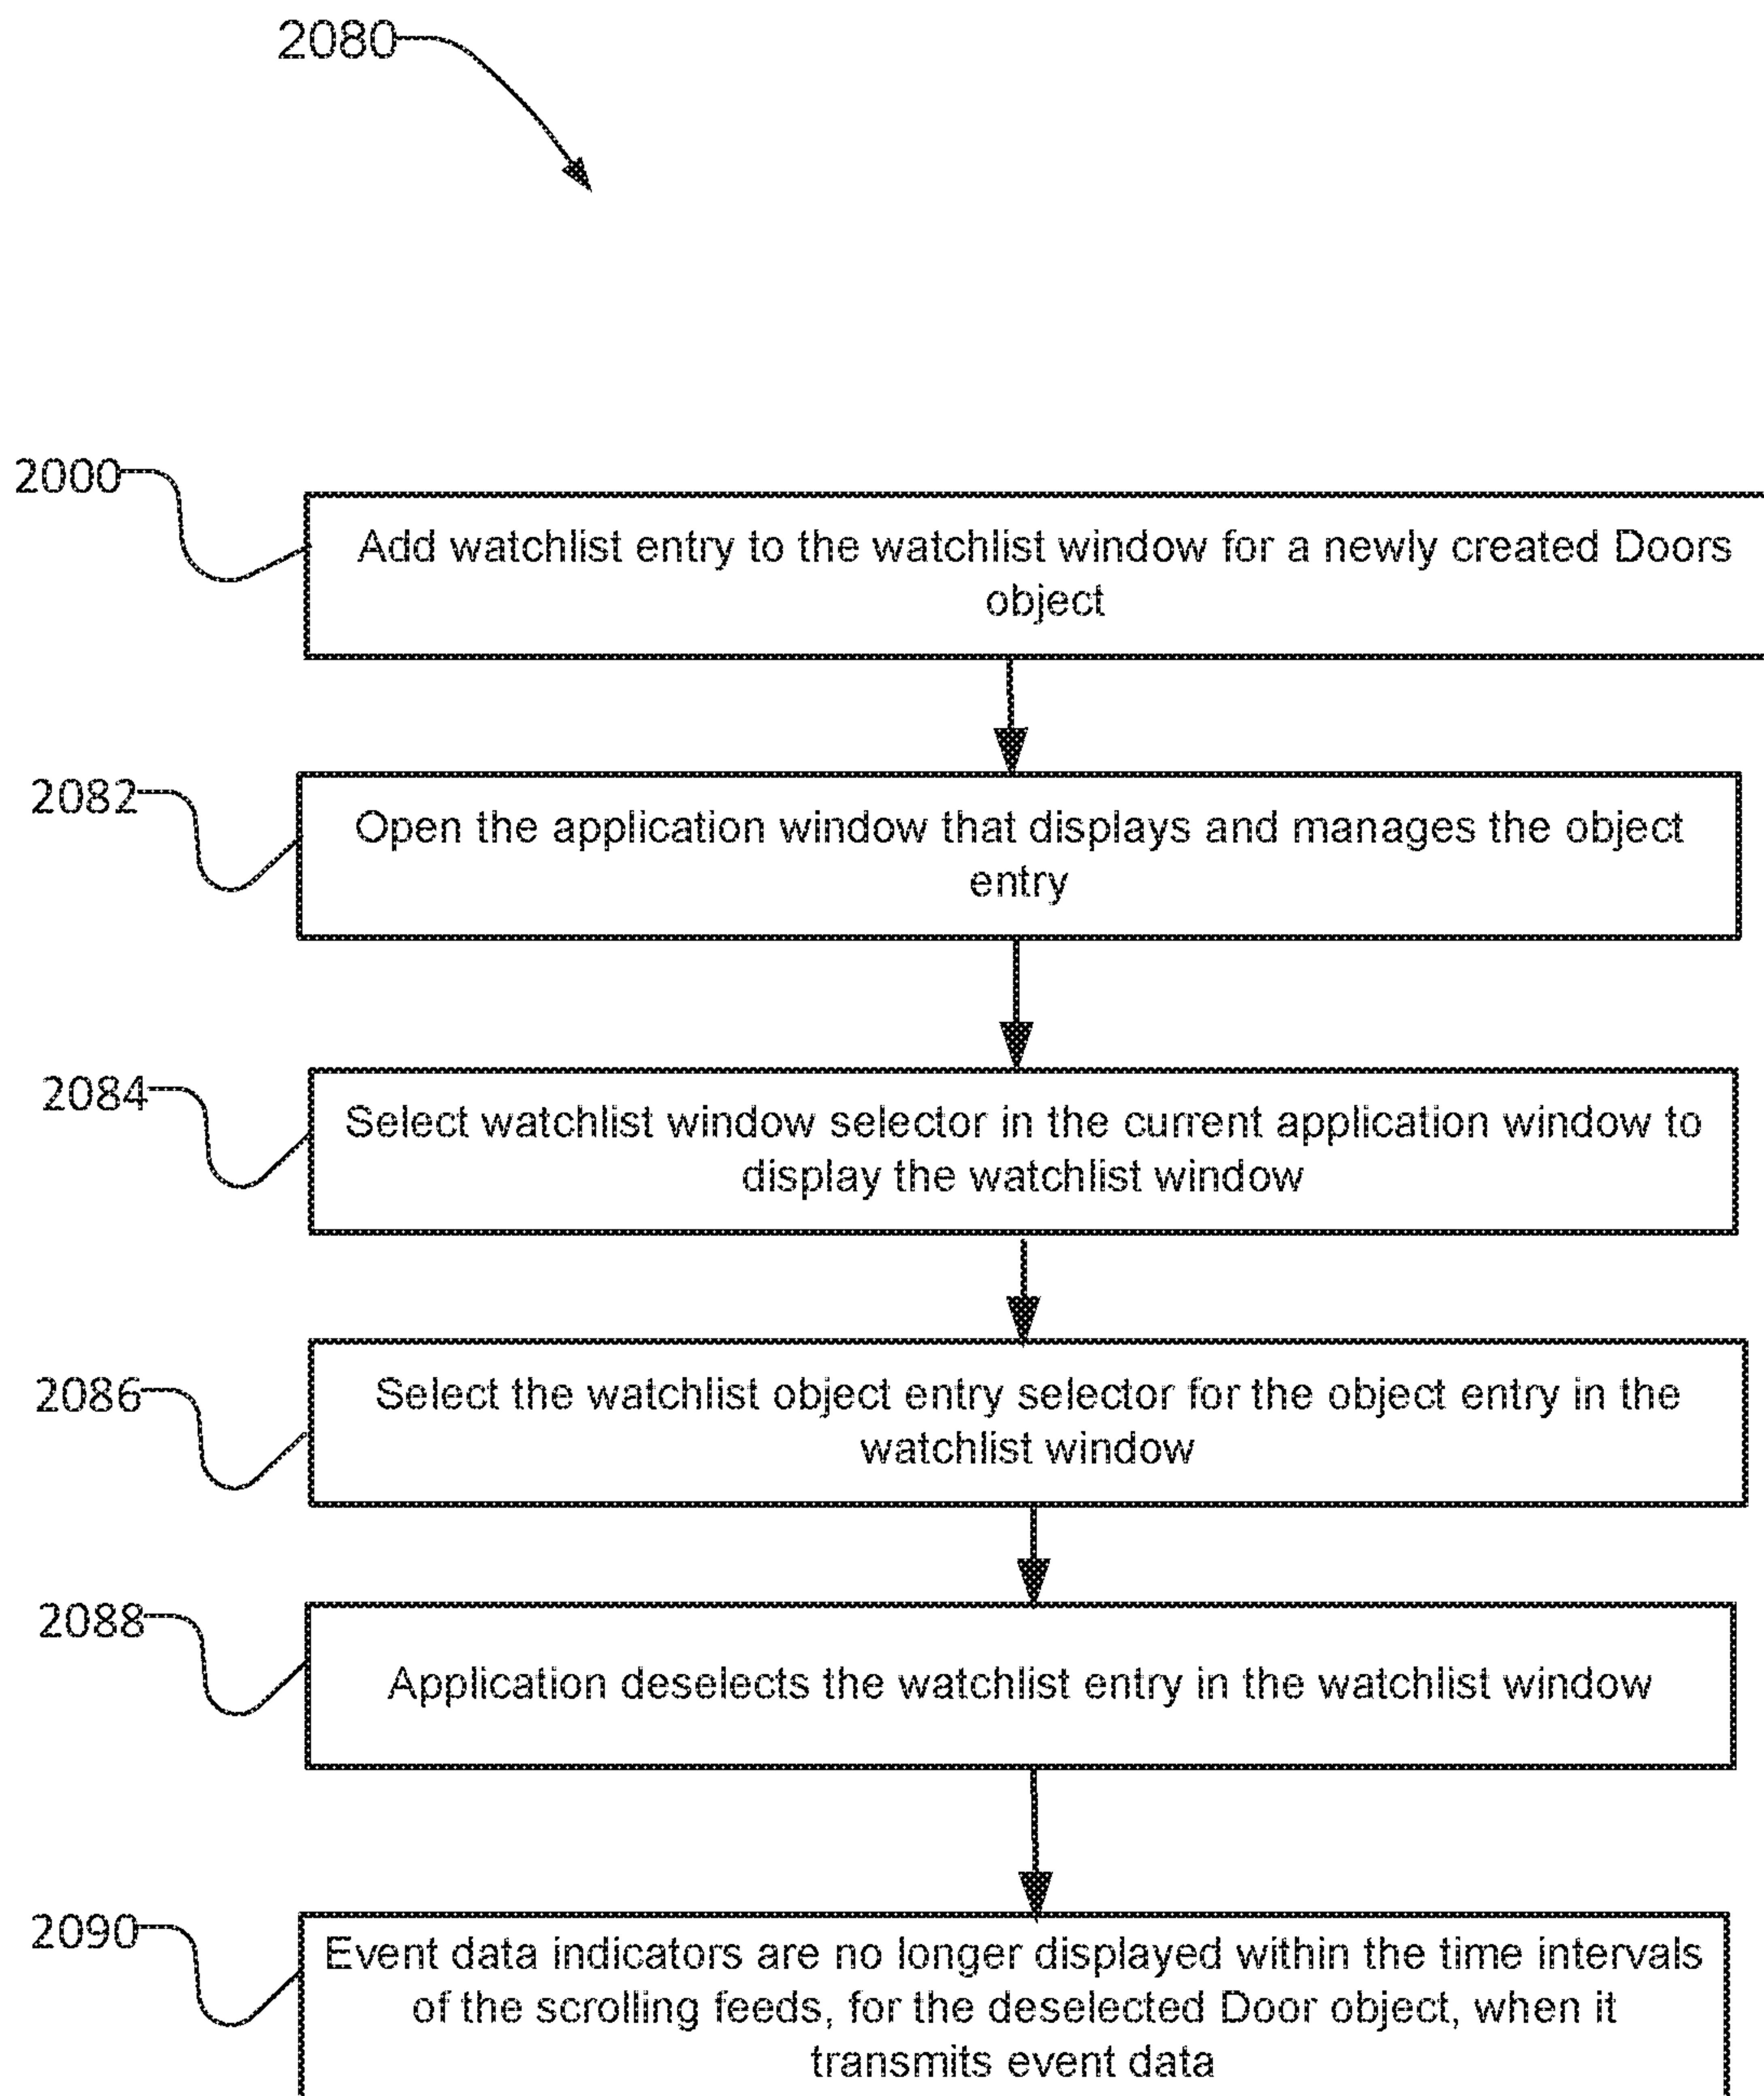 2080
2000
Add watchlist entry to the watchlist window for a newly created Doors
object
2082
Open the application window that displays and manages the object
entry
2084
Select watchlist window selector in the current application window to
display the watchlist window
2086
Select the watchlist object entry selector for the object entry in the
watchlist window
2088
Application deselects the watchlist entry in the watchlist window
2090
Event data indicators are no longer displayed within the time intervals
of the scrolling feeds, for the deselected Door object, when it
transmits event data